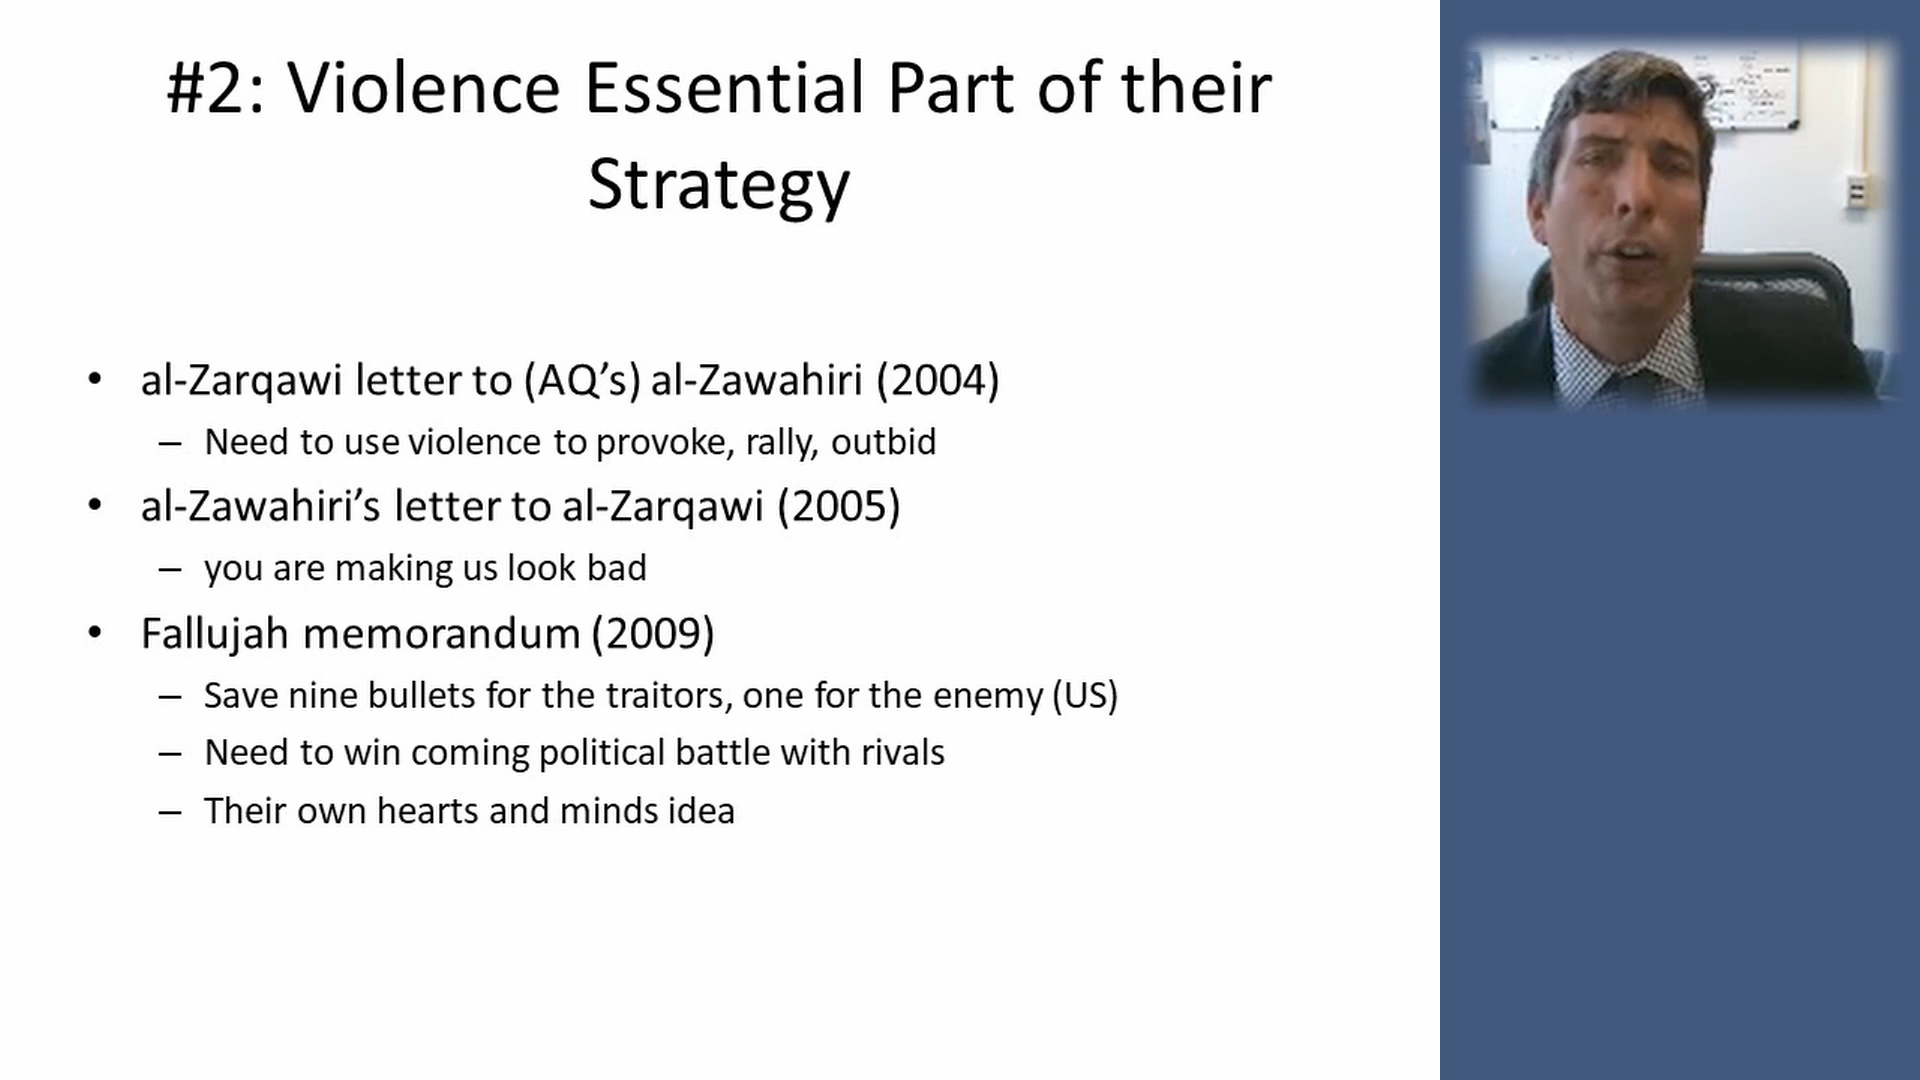 #2: Violence Essential Part of their
Strategy
• al-Zarqawi letter to (AQ’s) al-Zawahiri (2004)
– Need to use violence to provoke, rally, outbid
• al-Zawahiri’s letter to al-Zarqawi (2005)
– you are making us look bad
• Fallujah memorandum (2009)
– Save nine bullets for the traitors, one for the enemy (US)
– Need to win coming political battle with rivals
– Their own hearts and minds idea